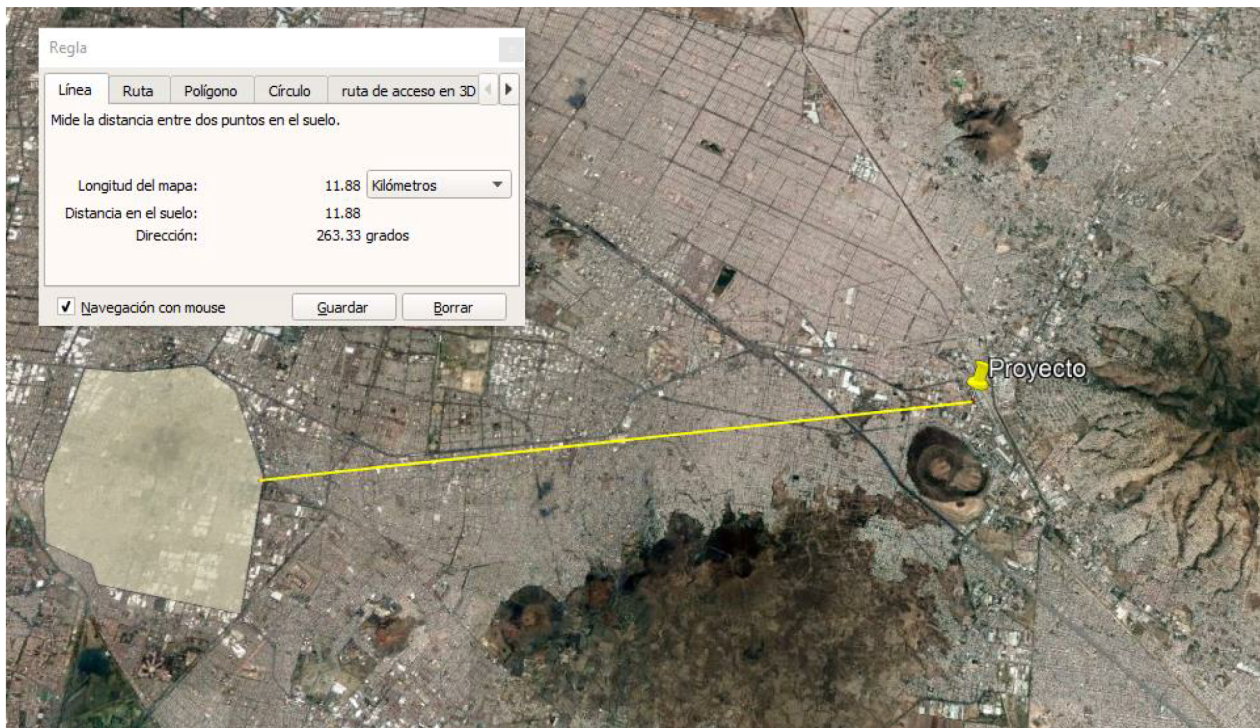 Regla
Línea Ruta Polígono Círculo ruta de acceso en 3D
Mide la distancia entre dos puntos en el suelo.
Longitud del mapa: 11.88 Kilómetros
Distancia en el suelo: 11.88
Dirección: 263.33 grados
Navegación con mouse Guardar Borrar
Proyecto